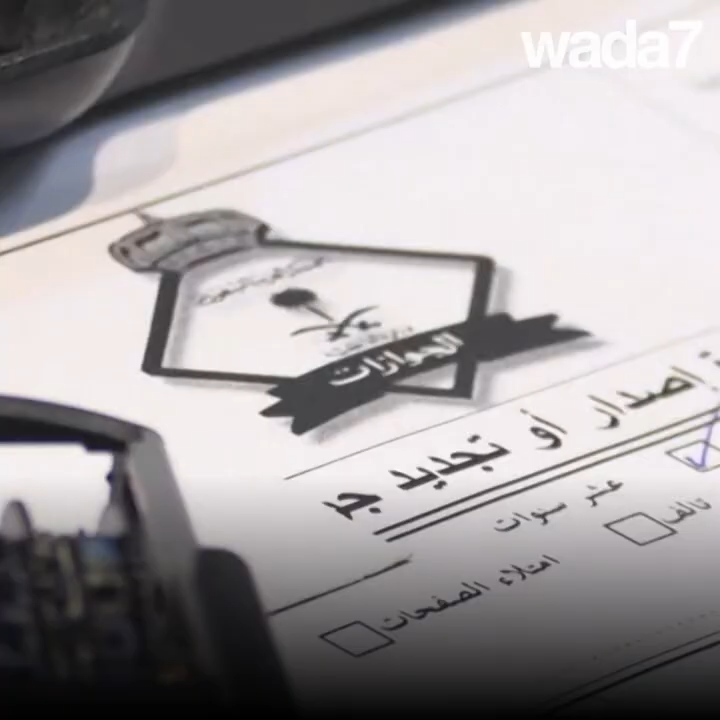 wada7
الجوازات
إصدار أو تجديد جـ
عشر سنوات
تالف
امتلاء الصفحات